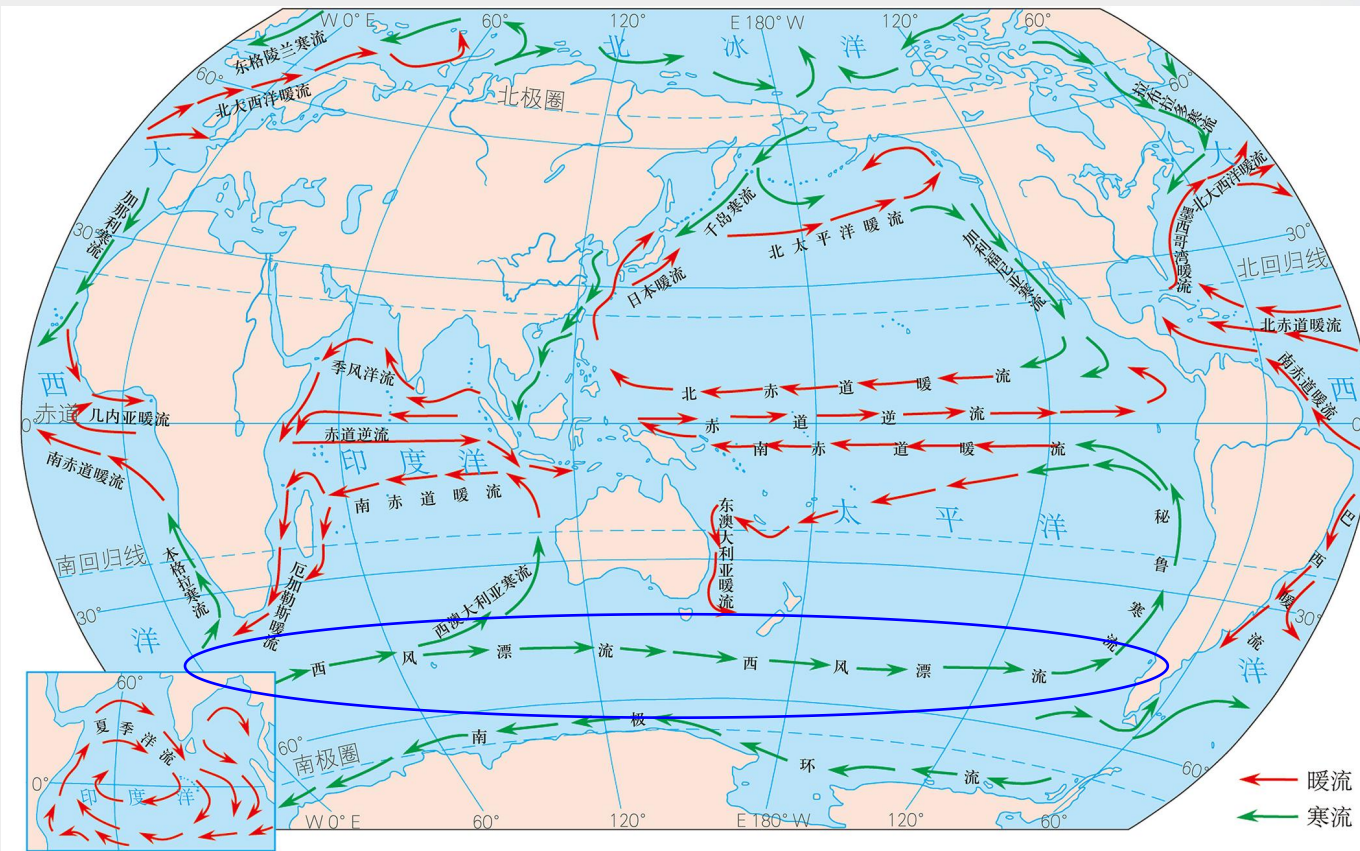 W 0° E
60°
120°
E 180° W
120°
60°
北 冰 洋
东格陵兰寒流
60°
北大西洋暖流
北极圈
拉布拉多寒流
60°
大
大
北大西洋暖流
加那利寒流
30°
千岛寒流
北太平洋暖流
日本暖流
加利福尼亚寒流
墨西哥湾暖流
30°
北回归线
北赤道暖流
南赤道暖流
季风洋流
西
西
北 赤 道 暖 流
赤道
0°
几内亚暖流
赤 道 逆 流
0°
赤道逆流
南赤道暖流
印 度 洋
南 赤 道 暖 流
南 赤 道 暖 流
太 平 洋
东澳大利亚暖流
秘鲁寒流
巴西暖流
南回归线
本格拉寒流
厄加勒斯暖流
西澳大利亚寒流
30°
30°
洋
洋
西 风 漂 流 西 风 漂 流
60°
夏季洋流
0°
印 度 洋
南 极 环 流
60°
南极圈
60°
暖流
寒流
W 0° E
60°
120°
E 180° W
120°
60°